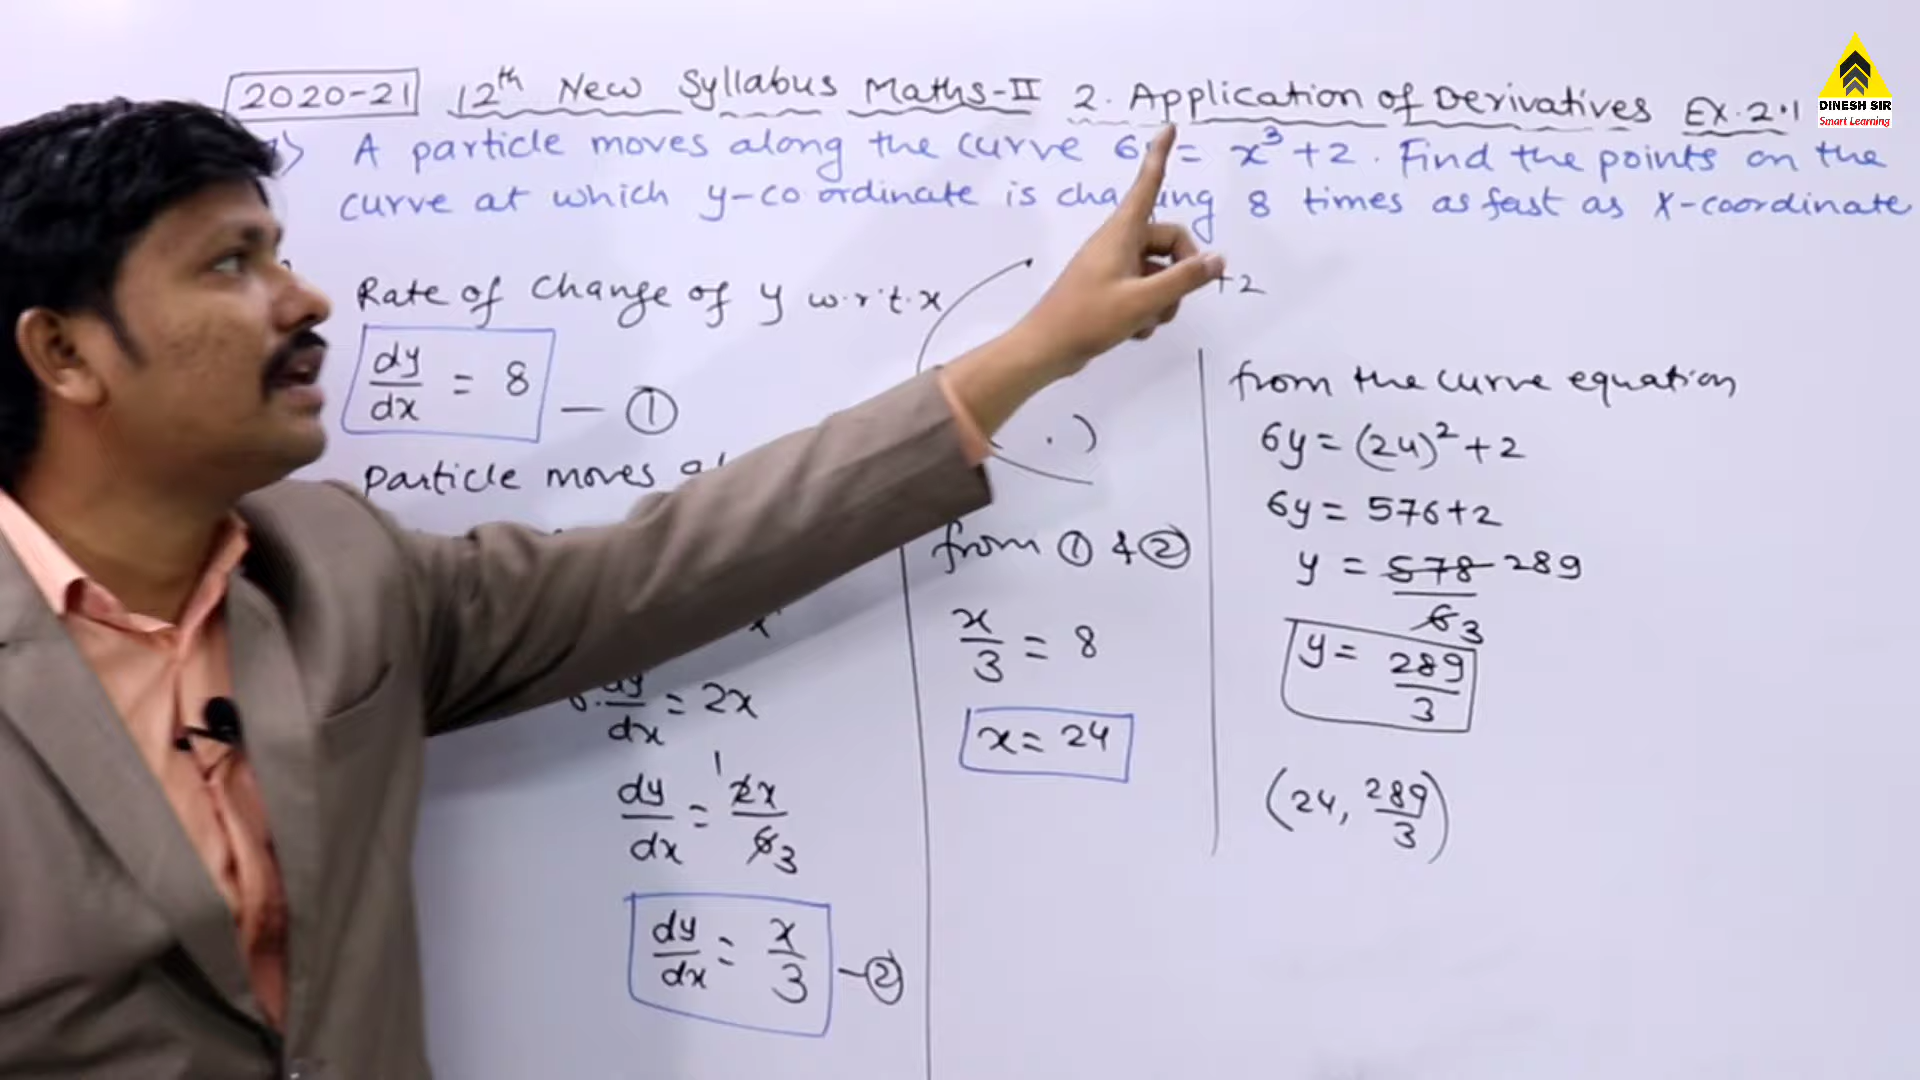 2020-21 12th New Syllabus Maths-II 2. Application of Derivatives Ex. 2.1
A particle moves along the curve 6y = x³ + 2. Find the points on the
curve at which y-coordinate is changing 8 times as fast as X-coordinate
Rate of change of y w.r.t. x
dy/dx = 8 — ①
Particle moves
dy/dx = 2x
dy/dx = 2x/6 1 3
dy/dx = x/3 —②
+2
( . )
from ① & ②
x/3 = 8
x = 24
from the curve equation
6y = (24)² + 2
6y = 576 + 2
y = 578/6 289 3
y = 289/3
(24, 289/3)
DINESH SIR
Smart Learning